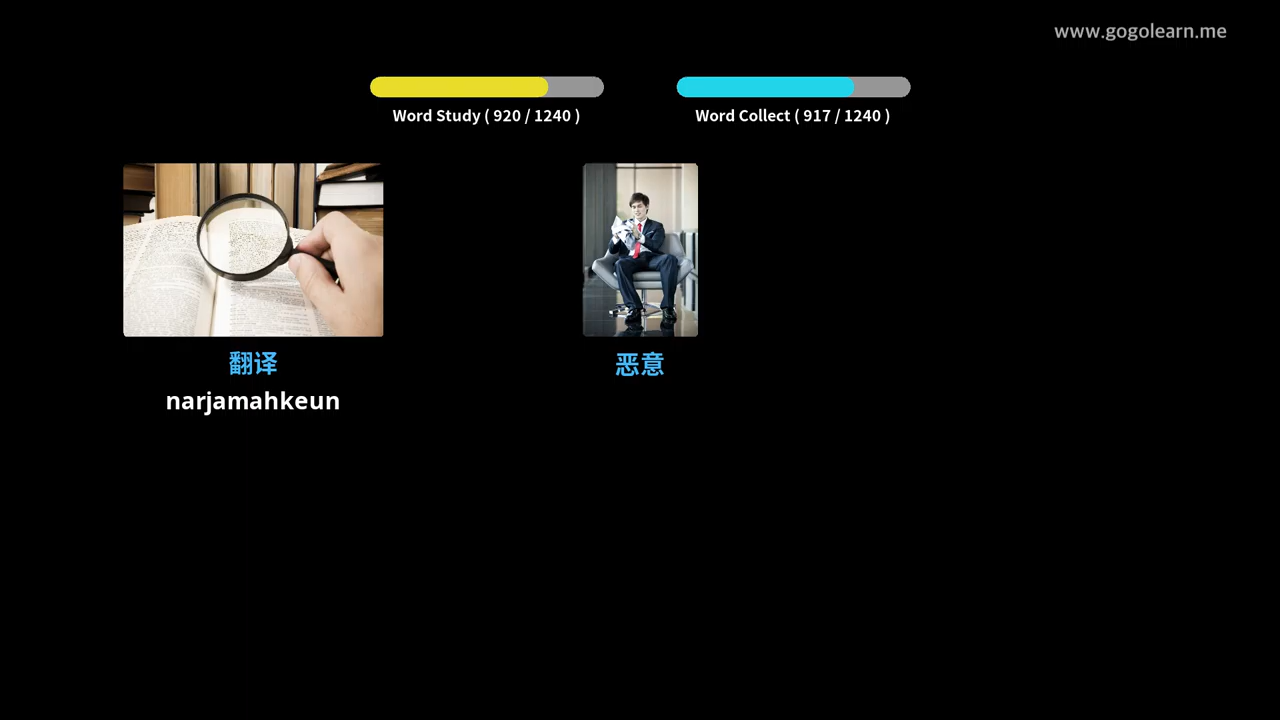 www.gogolearn.me
Word Study ( 920 / 1240 )
Word Collect ( 917 / 1240 )
翻译
恶意
narjamahkeun